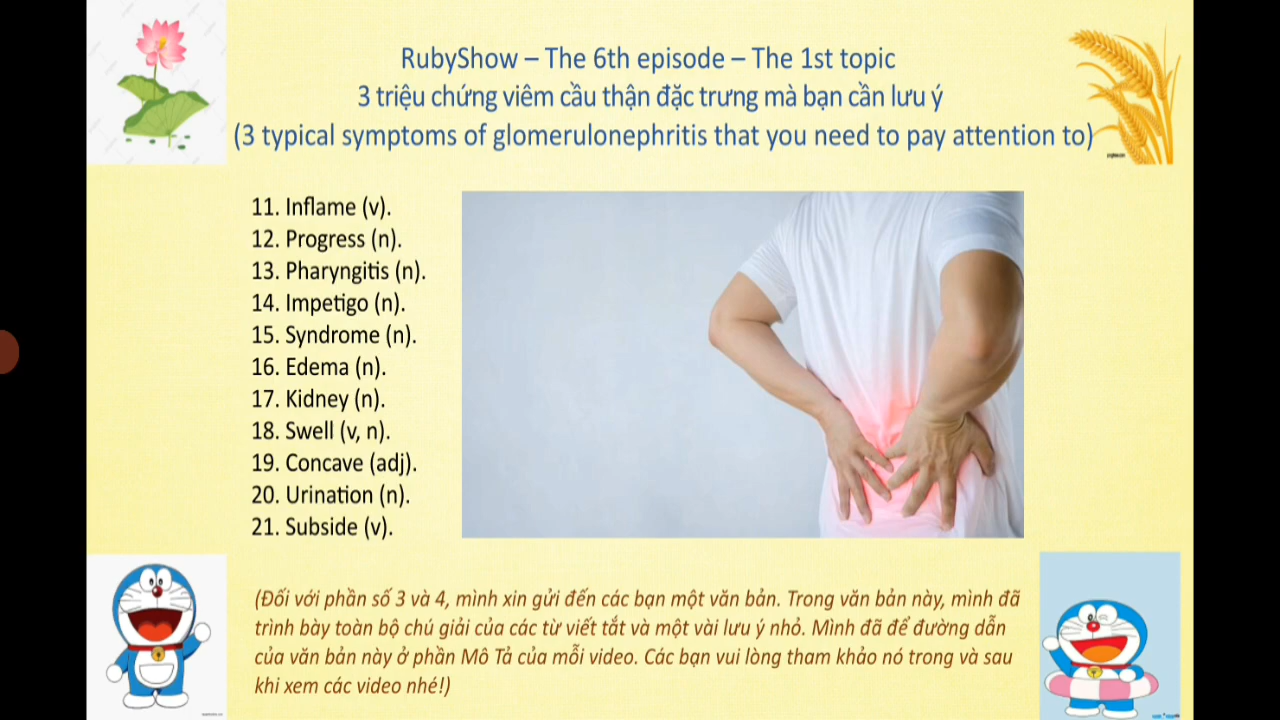 RubyShow – The 6th episode – The 1st topic
3 triệu chứng viêm cầu thận đặc trưng mà bạn cần lưu ý
(3 typical symptoms of glomerulonephritis that you need to pay attention to)
11. Inflame (v).
12. Progress (n).
13. Pharyngitis (n).
14. Impetigo (n).
15. Syndrome (n).
16. Edema (n).
17. Kidney (n).
18. Swell (v, n).
19. Concave (adj).
20. Urination (n).
21. Subside (v).
(Đối với phần số 3 và 4, mình xin gửi đến các bạn một văn bản. Trong văn bản này, mình đã
trình bày toàn bộ chú giải của các từ viết tắt và một vài lưu ý nhỏ. Mình đã để đường dẫn
của văn bản này ở phần Mô Tả của mỗi video. Các bạn vui lòng tham khảo nó trong và sau
khi xem các video nhé!)